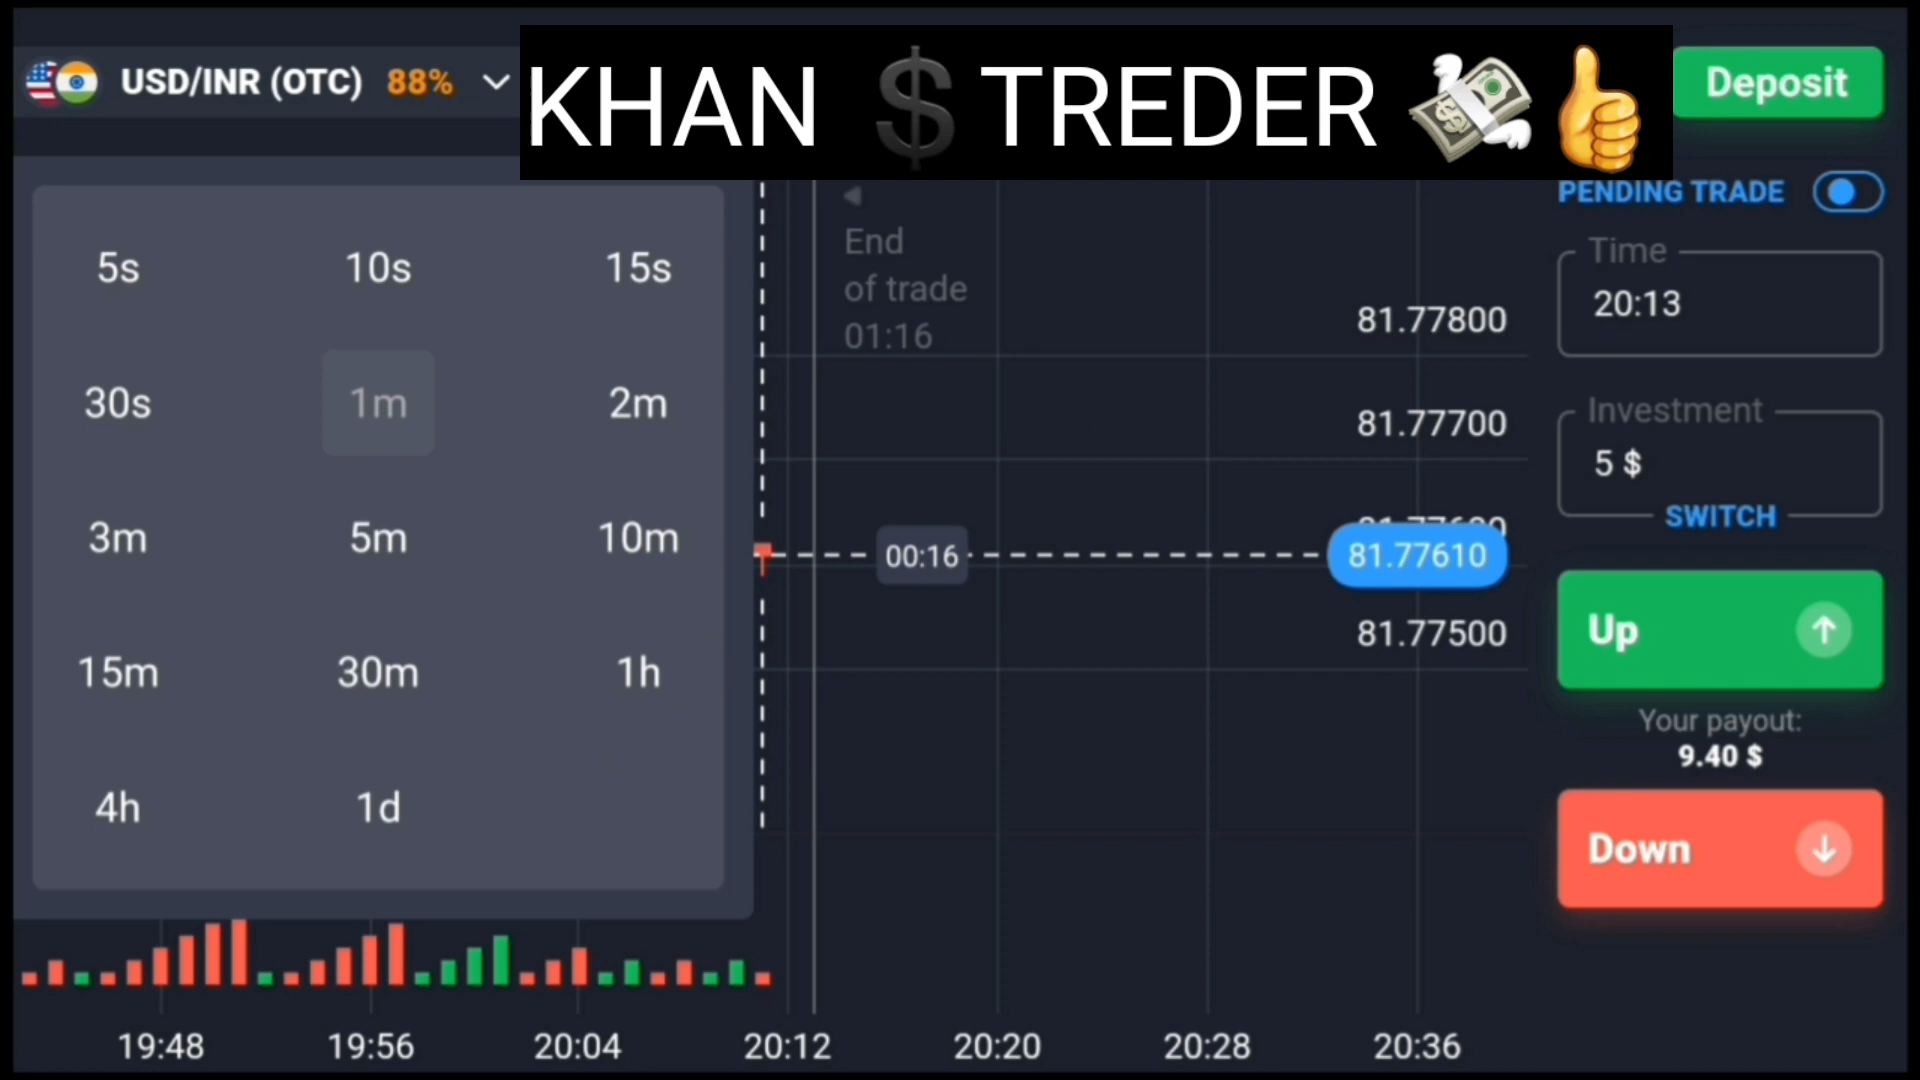 USD/INR (OTC) 88%
KHAN $ TREDER
Deposit
PENDING TRADE
Time
20:13
Investment
5 $
SWITCH
Up
Your payout:
9.40 $
Down
5s 10s 15s
30s 1m 2m
3m 5m 10m
15m 30m 1h
4h 1d
End
of trade
01:16
81.77800
81.77700
81.77600
00:16
81.77610
81.77500
19:48 19:56 20:04 20:12 20:20 20:28 20:36